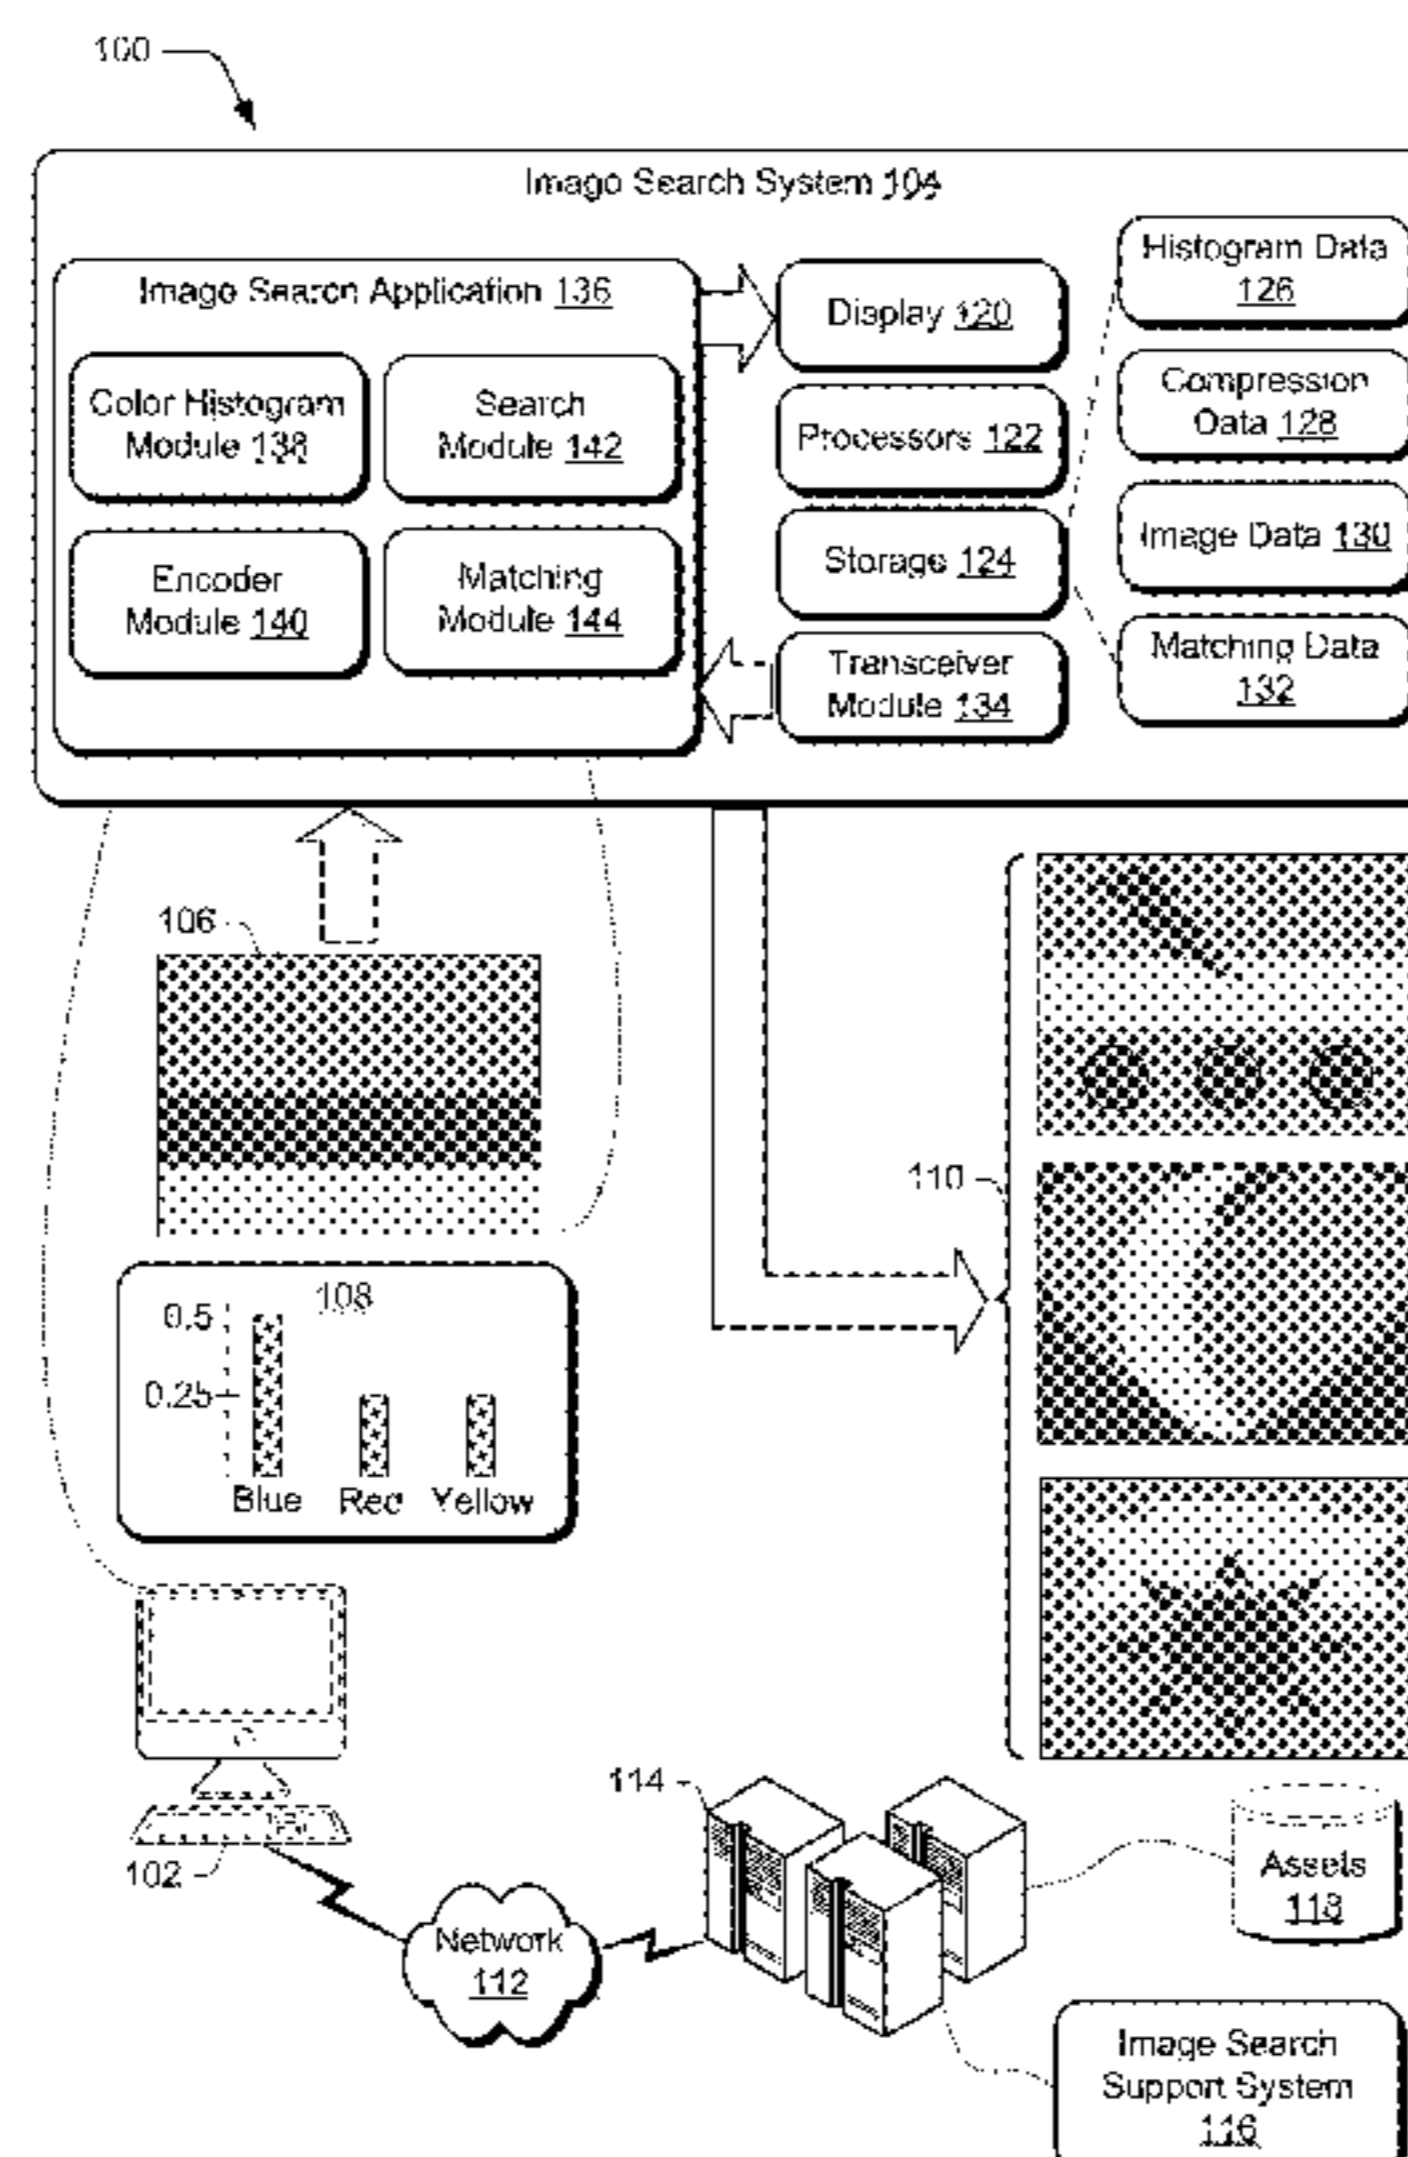 100
Image Search System 104
Image Search Application 136
Color Histogram
Module 138
Search
Module 142
Encoder
Module 140
Matching
Module 144
Display 120
Processors 122
Storage 124
Transceiver
Module 134
Histogram Data
126
Compression
Data 128
Image Data 130
Matching Data
132
106
110
108
0.5
0.25
Blue Red Yellow
102
Network
112
114
Assets
118
Image Search
Support System
116